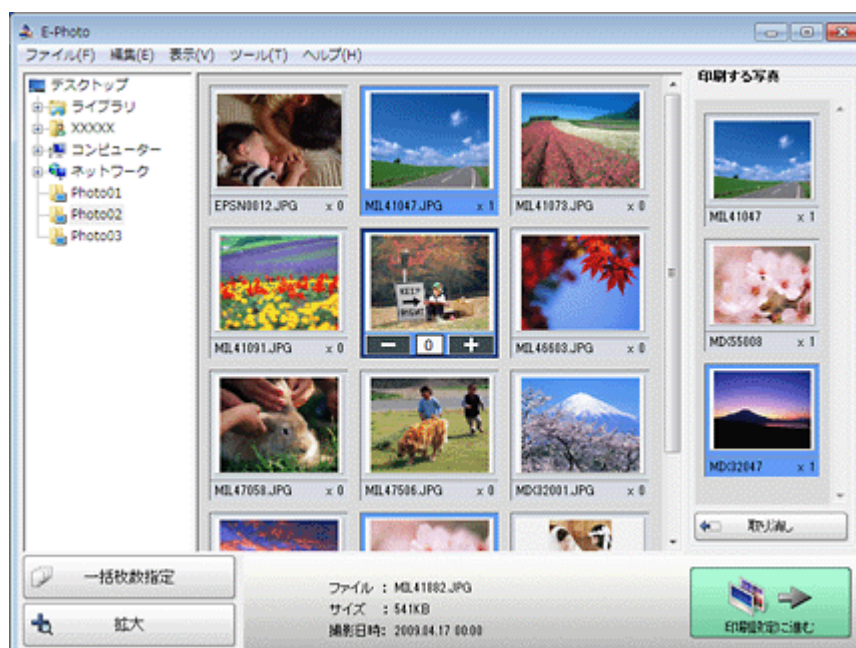 E-Photo
ファイル(F) 編集(E) 表示(V) ツール(T) ヘルプ(H)
デスクトップ
ライブラリ
XXXXX
コンピューター
ネットワーク
Photo01
Photo02
Photo03
EPSN0012.JPG x 0
MIL41047.JPG x 1
MIL41073.JPG x 0
MIL41091.JPG x 0
KEEP
RIGHT
0
MIL46603.JPG x 0
MIL47058.JPG x 0
MIL47506.JPG x 0
MDX32001.JPG x 0
印刷する写真
MIL41047 x 1
MDX55008 x 1
MDX32047 x 1
取り消し
一括枚数指定
拡大
ファイル : MIL41882.JPG
サイズ : 541KB
撮影日時: 2009.04.17 00:00
印刷設定に進む